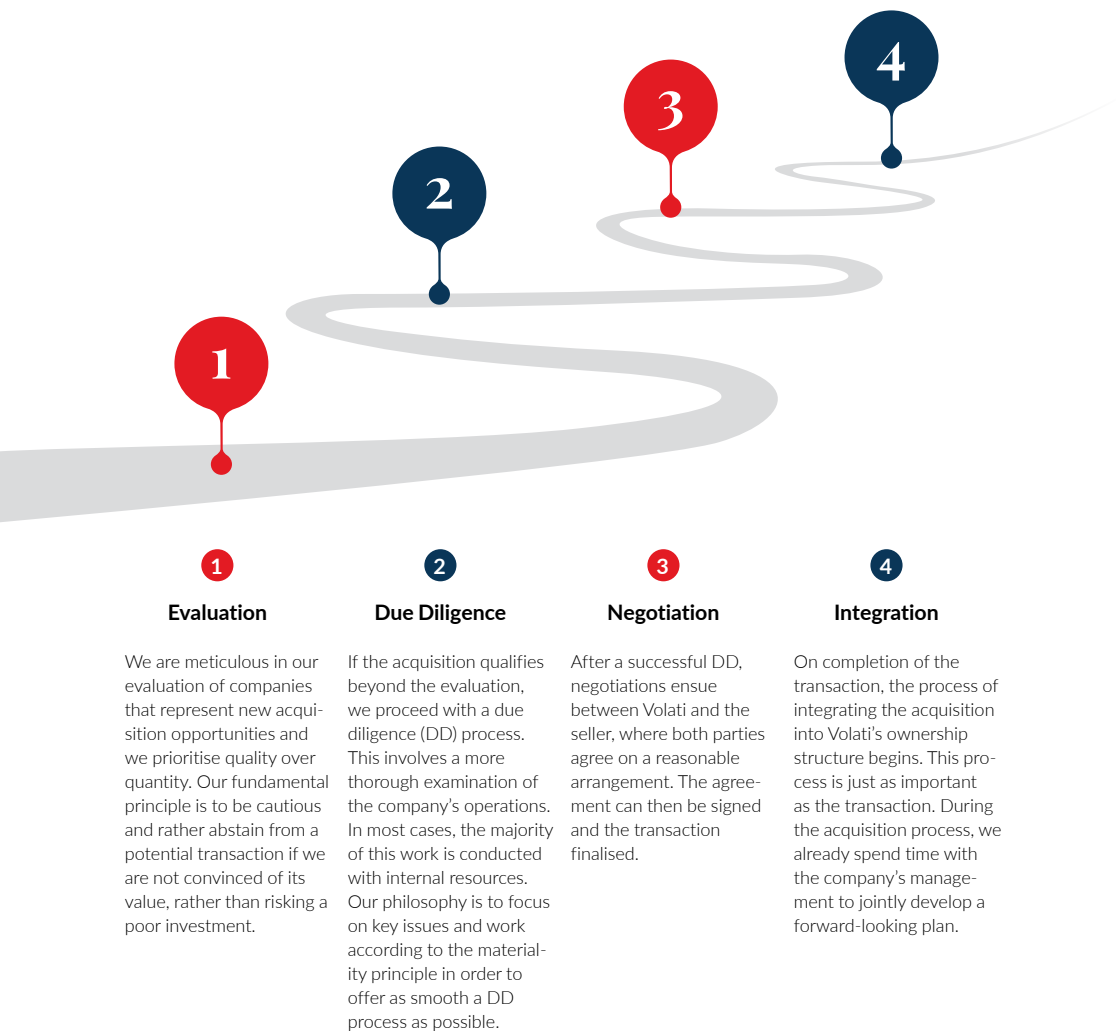 4
3
2
1
1
Evaluation
We are meticulous in our
evaluation of companies
that represent new acqui-
sition opportunities and
we prioritise quality over
quantity. Our fundamental
principle is to be cautious
and rather abstain from a
potential transaction if we
are not convinced of its
value, rather than risking a
poor investment.
2
Due Diligence
If the acquisition qualifies
beyond the evaluation,
we proceed with a due
diligence (DD) process.
This involves a more
thorough examination of
the company’s operations.
In most cases, the majority
of this work is conducted
with internal resources.
Our philosophy is to focus
on key issues and work
according to the material-
ity principle in order to
offer as smooth a DD
process as possible.
3
Negotiation
After a successful DD,
negotiations ensue
between Volati and the
seller, where both parties
agree on a reasonable
arrangement. The agree-
ment can then be signed
and the transaction
finalised.
4
Integration
On completion of the
transaction, the process of
integrating the acquisition
into Volati’s ownership
structure begins. This pro-
cess is just as important
as the transaction. During
the acquisition process, we
already spend time with
the company’s manage-
ment to jointly develop a
forward-looking plan.